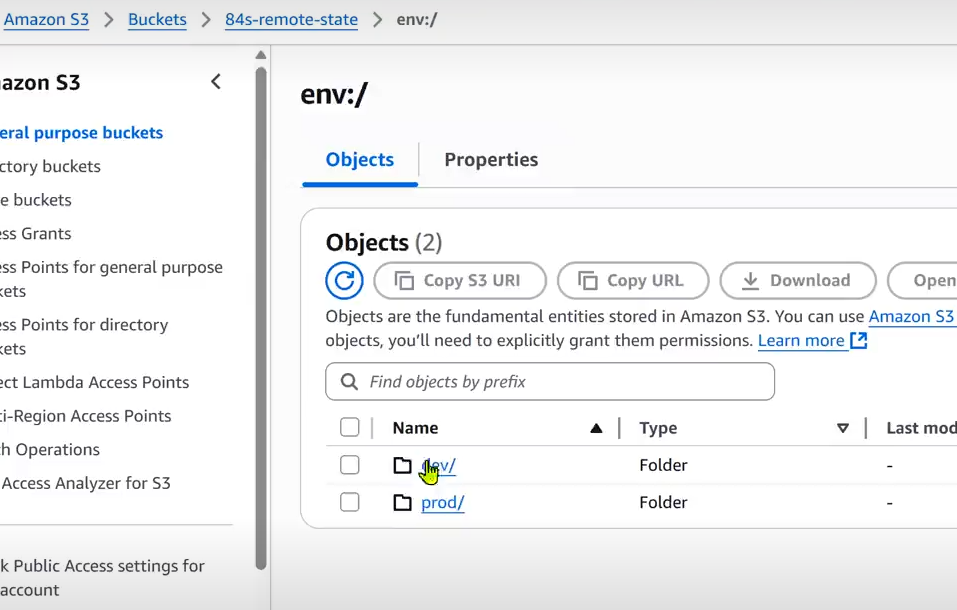 Amazon S3 > Buckets > 84s-remote-state > env:/
azon S3
eral purpose buckets
ctory buckets
e buckets
ess Grants
ess Points for general purpose
kets
ess Points for directory
kets
ect Lambda Access Points
ti-Region Access Points
h Operations
Access Analyzer for S3
k Public Access settings for
account
env:/
Objects
Properties
Objects (2)
Copy S3 URI
Copy URL
Download
Open
Objects are the fundamental entities stored in Amazon S3. You can use Amazon S3
objects, you'll need to explicitly grant them permissions. Learn more
Find objects by prefix
Name
Type
Last mod
dev/
Folder
-
prod/
Folder
-